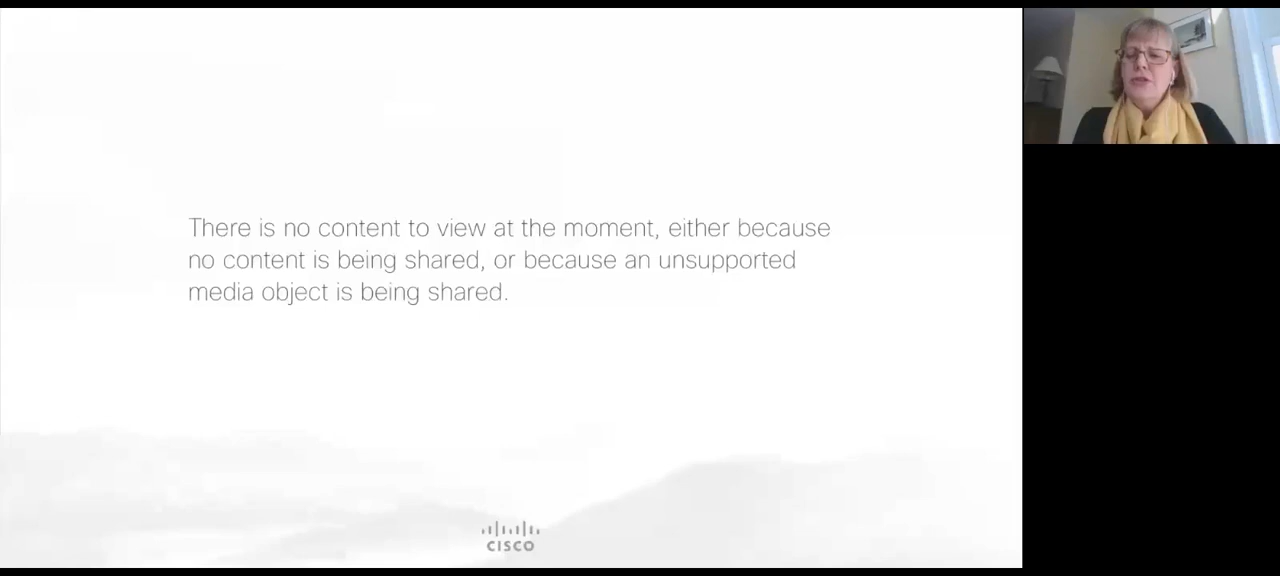 There is no content to view at the moment, either because
no content is being shared, or because an unsupported
media object is being shared.
CISCO